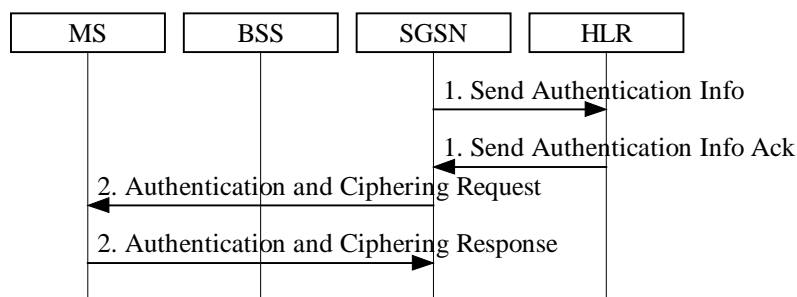 MS BSS SGSN HLR
1. Send Authentication Info
1. Send Authentication Info Ack
2. Authentication and Ciphering Request
2. Authentication and Ciphering Response